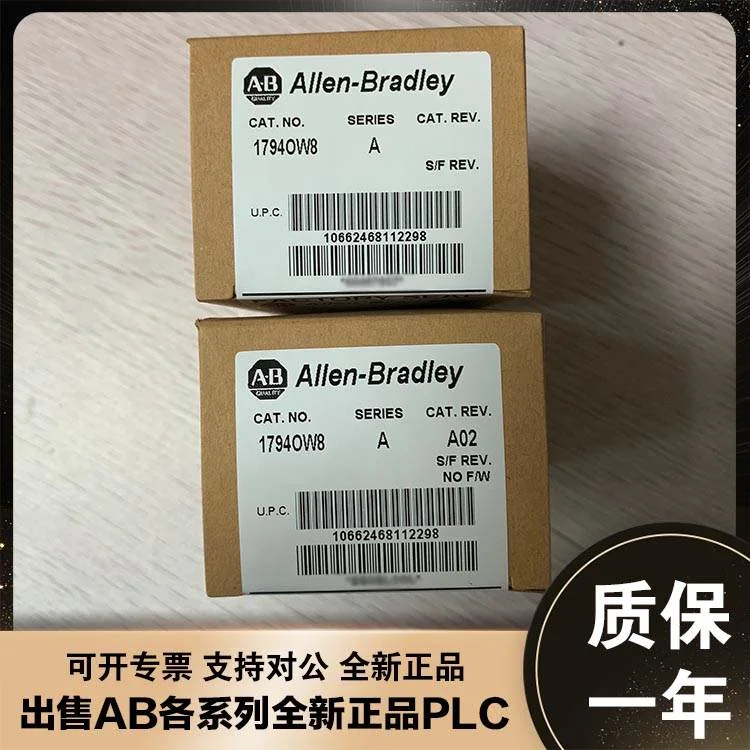 A-B
QUALITY
Allen-Bradley
CAT. NO. SERIES CAT. REV.
1794OW8 A
S/F REV.
U.P.C.
10662468112298
A-B
QUALITY
Allen-Bradley
CAT. NO. SERIES CAT. REV.
1794OW8 A A02
S/F REV.
NO F/W
U.P.C.
10662468112298
质保
一年
可开专票 支持对公 全新正品
出售AB各系列全新正品PLC